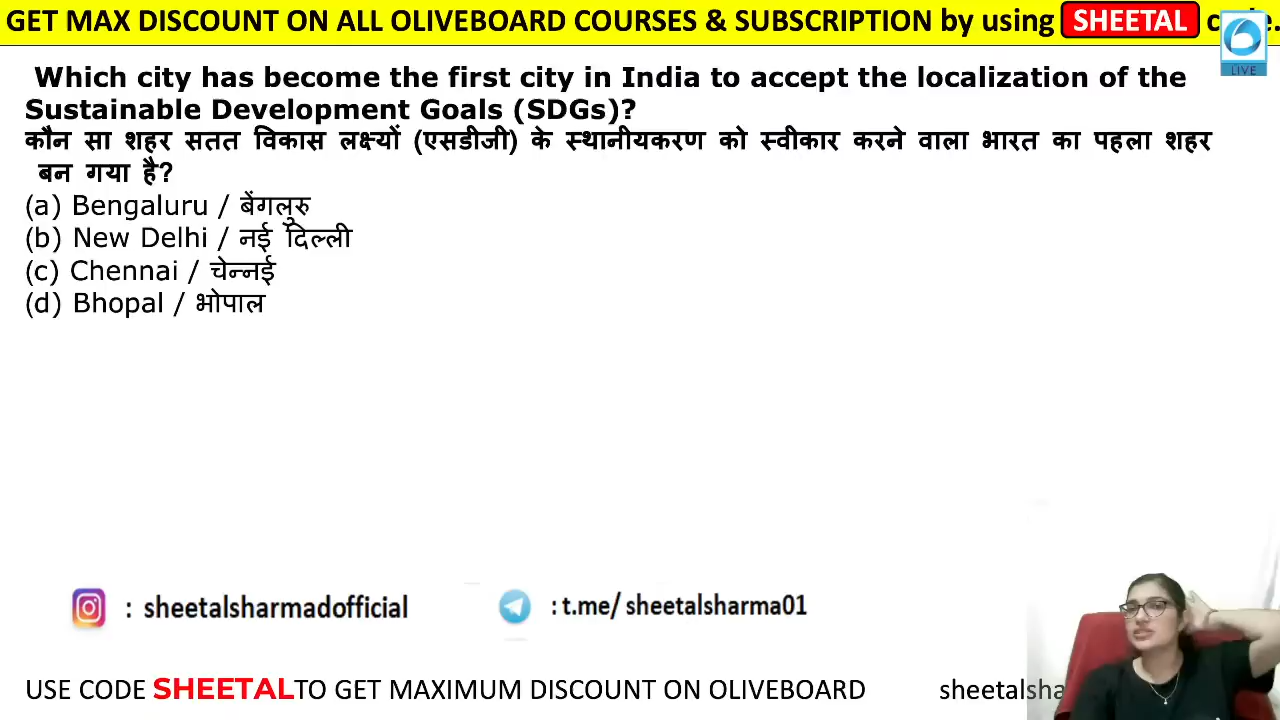 GET MAX DISCOUNT ON ALL OLIVEBOARD COURSES & SUBSCRIPTION by using SHEETAL
LIVE
Which city has become the first city in India to accept the localization of the
Sustainable Development Goals (SDGs)?
कौन सा शहर सतत विकास लक्ष्यों (एसडीजी) के स्थानीयकरण को स्वीकार करने वाला भारत का पहला शहर
बन गया है?
(a) Bengaluru / बेंगलुरु
(b) New Delhi / नई दिल्ली
(c) Chennai / चेन्नई
(d) Bhopal / भोपाल
: sheetalsharmadofficial : t.me/ sheetalsharma01
USE CODE SHEETALTO GET MAXIMUM DISCOUNT ON OLIVEBOARD sheetalsha